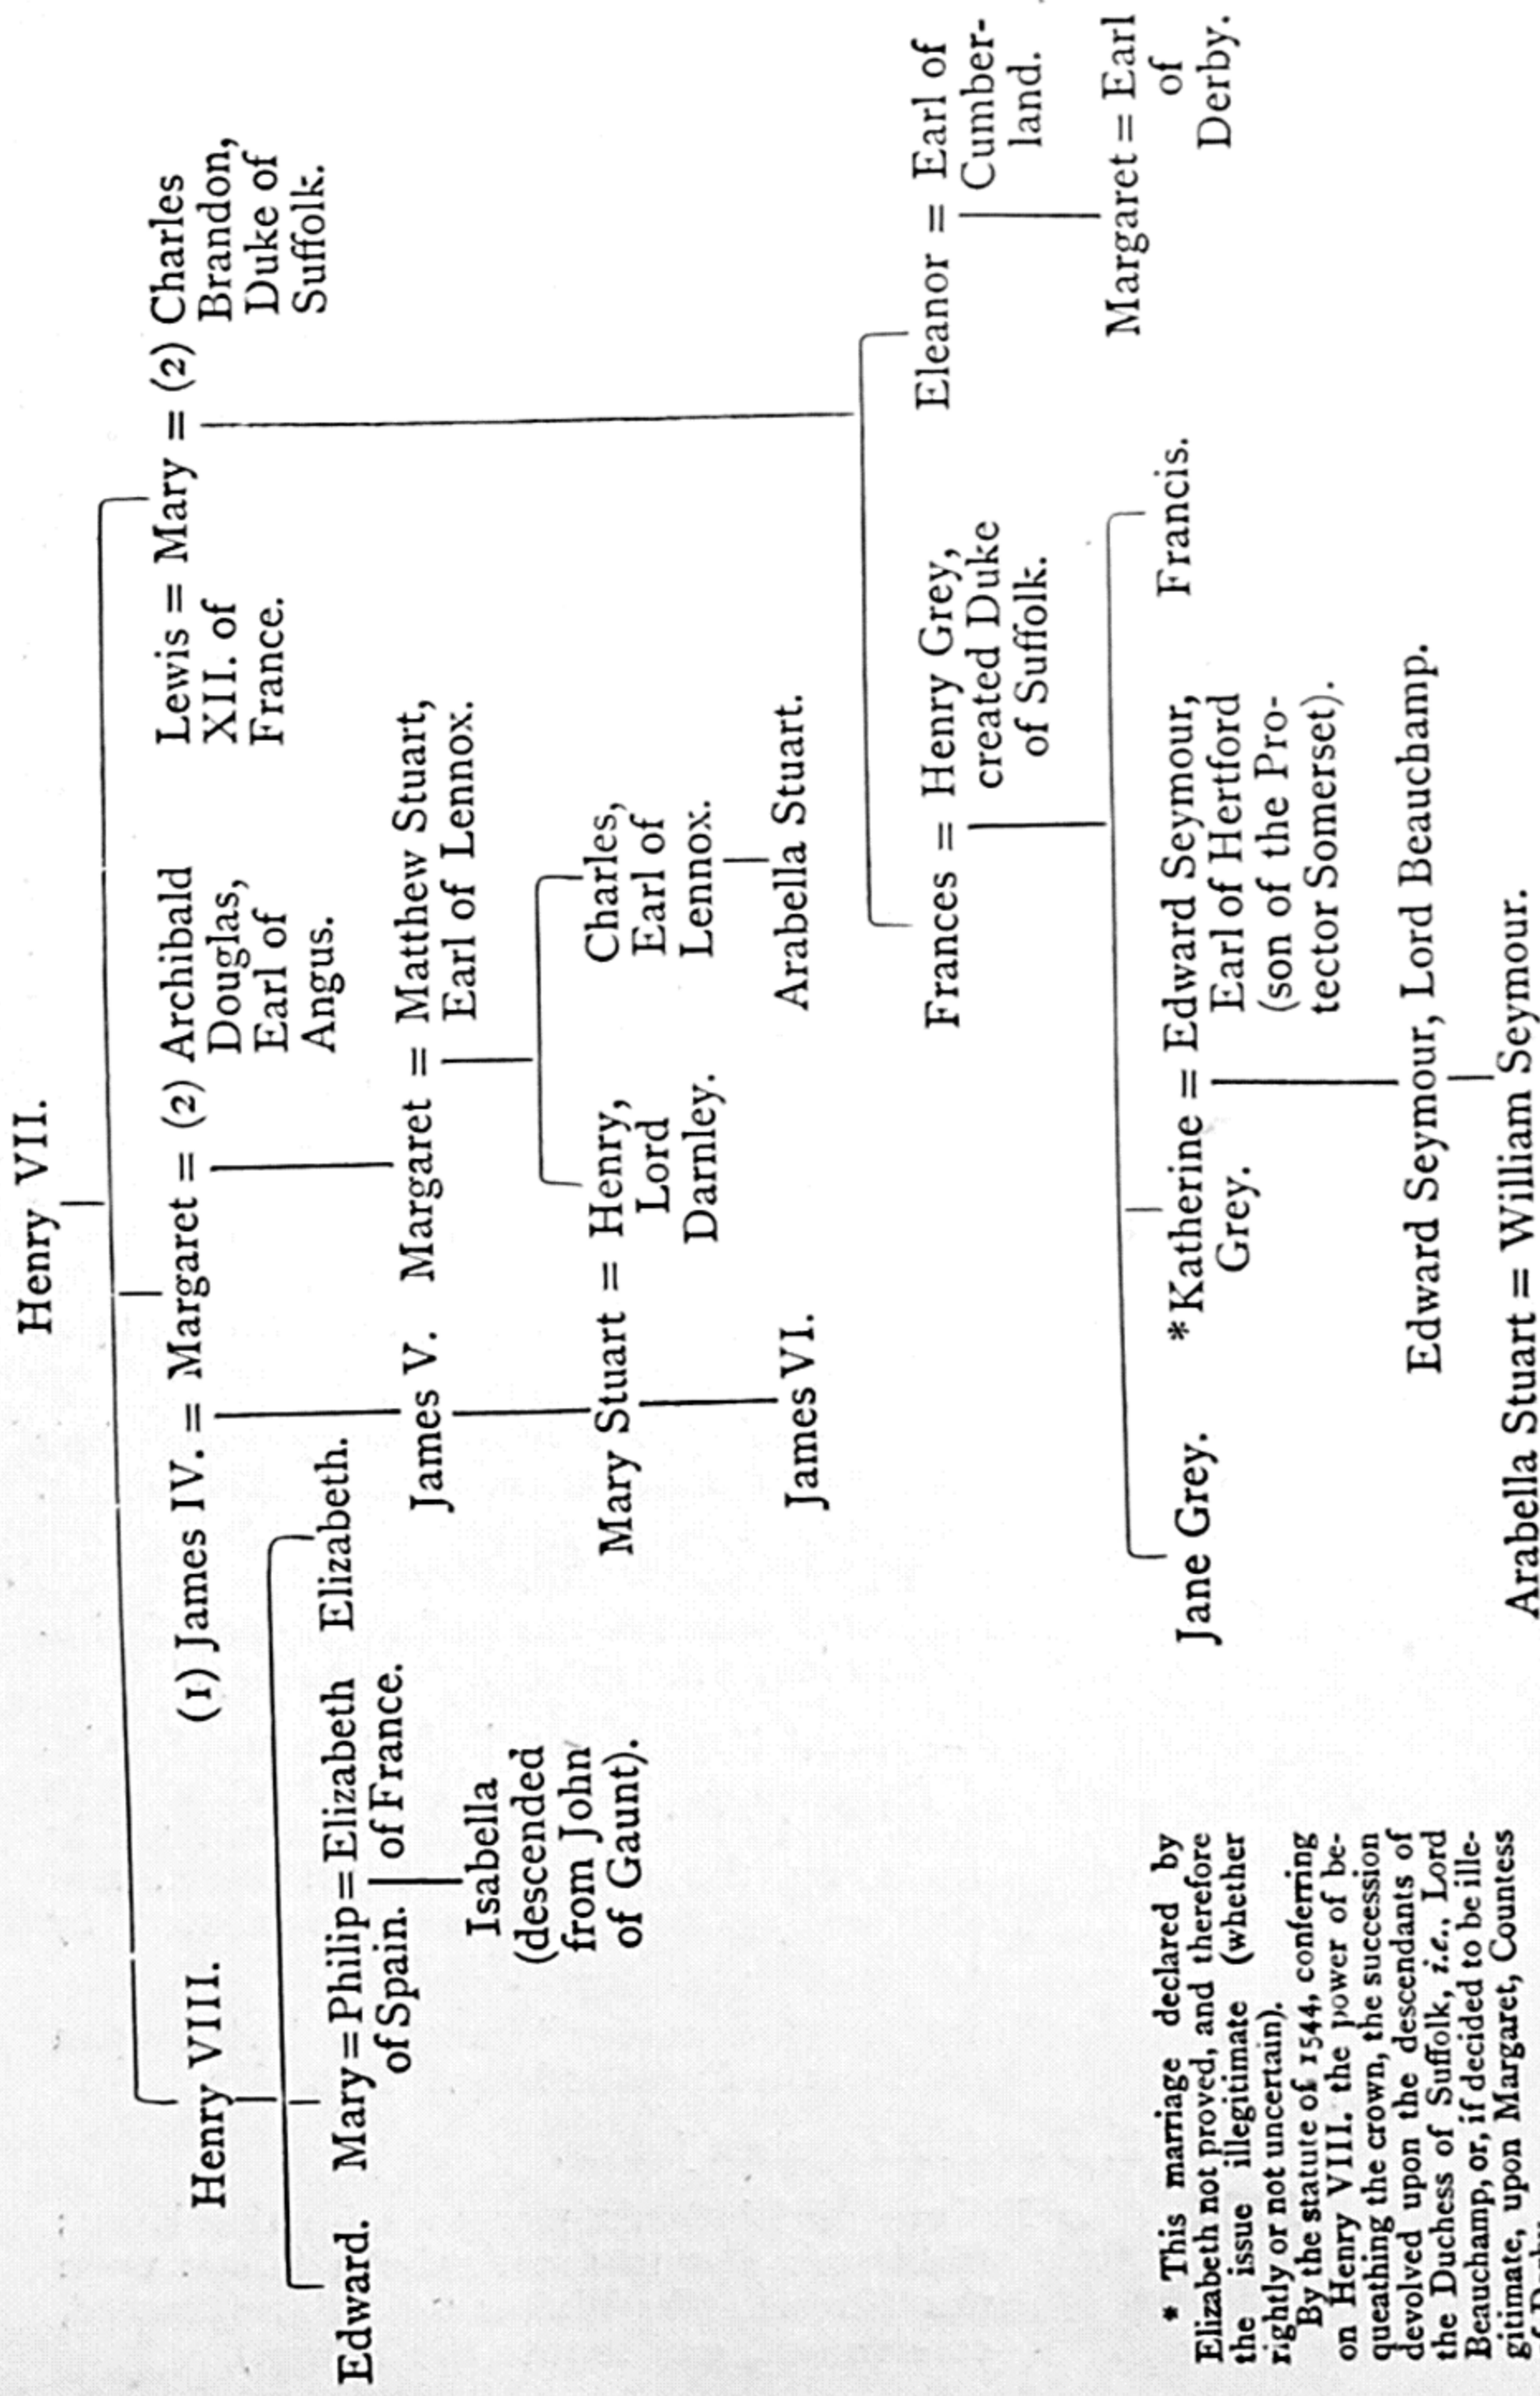 Henry VII.
Henry VIII.
(1) James IV. = Margaret = (2) Archibald
Douglas,
Earl of
Angus.
Lewis = Mary = (2) Charles
XII. of
France.
Brandon,
Duke of
Suffolk.
Edward. Mary = Philip = Elizabeth Elizabeth.
of Spain. of France.
Isabella
(descended
from John
of Gaunt).
James V. Margaret = Matthew Stuart,
Earl of Lennox.
Mary Stuart = Henry,
Lord
Darnley.
Charles,
Earl of
Lennox.
James VI. Arabella Stuart.
Frances = Henry Grey,
created Duke
of Suffolk.
Eleanor = Earl of
Cumber-
land.
Margaret = Earl
of
Derby.
Jane Grey. *Katherine = Edward Seymour, Francis.
Grey. Earl of Hertford
(son of the Pro-
tector Somerset).
Edward Seymour, Lord Beauchamp.
Arabella Stuart = William Seymour.
* This marriage declared by
Elizabeth not proved, and therefore
the issue illegitimate (whether
rightly or not uncertain).
By the statute of 1544, conferring
on Henry VIII. the power of be-
queathing the crown, the succession
devolved upon the descendants of
the Duchess of Suffolk, i.e., Lord
Beauchamp, or, if decided to be ille-
gitimate, upon Margaret, Countess